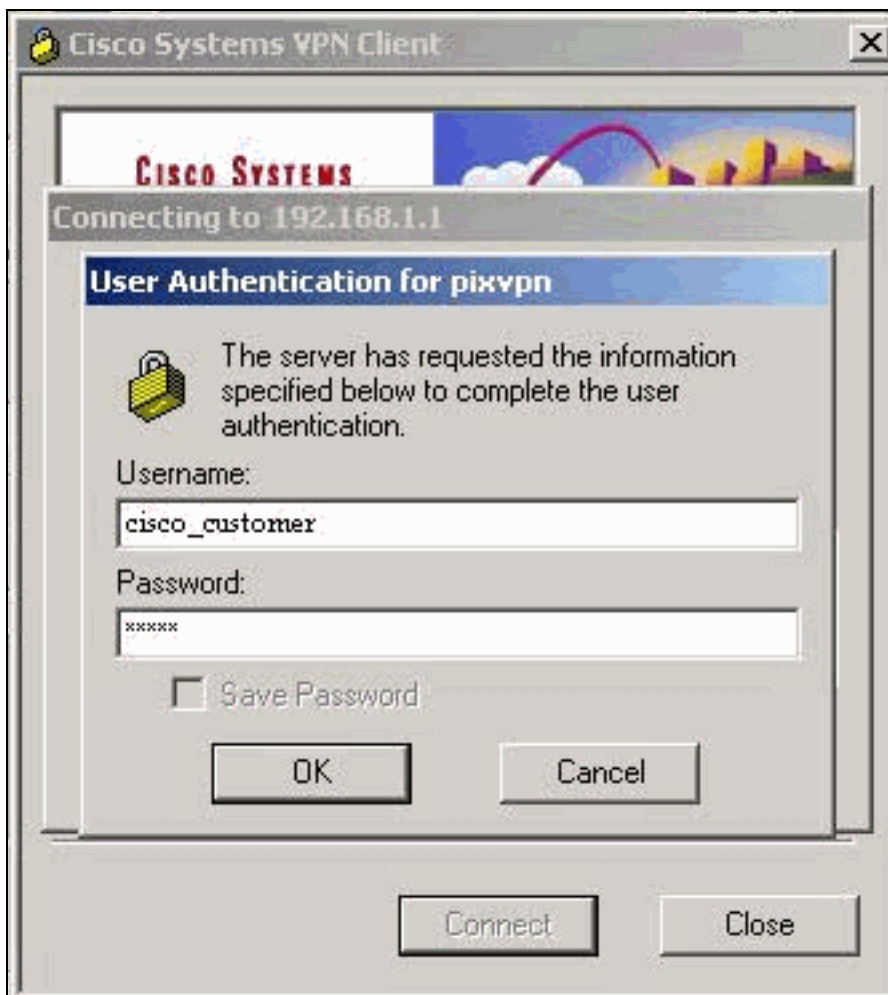 Cisco Systems VPN Client
CISCO SYSTEMS
Connecting to 192.168.1.1
User Authentication for pixvpn
The server has requested the information
specified below to complete the user
authentication.
Username:
cisco_customer
Password:
*****
Save Password
OK
Cancel
Connect
Close